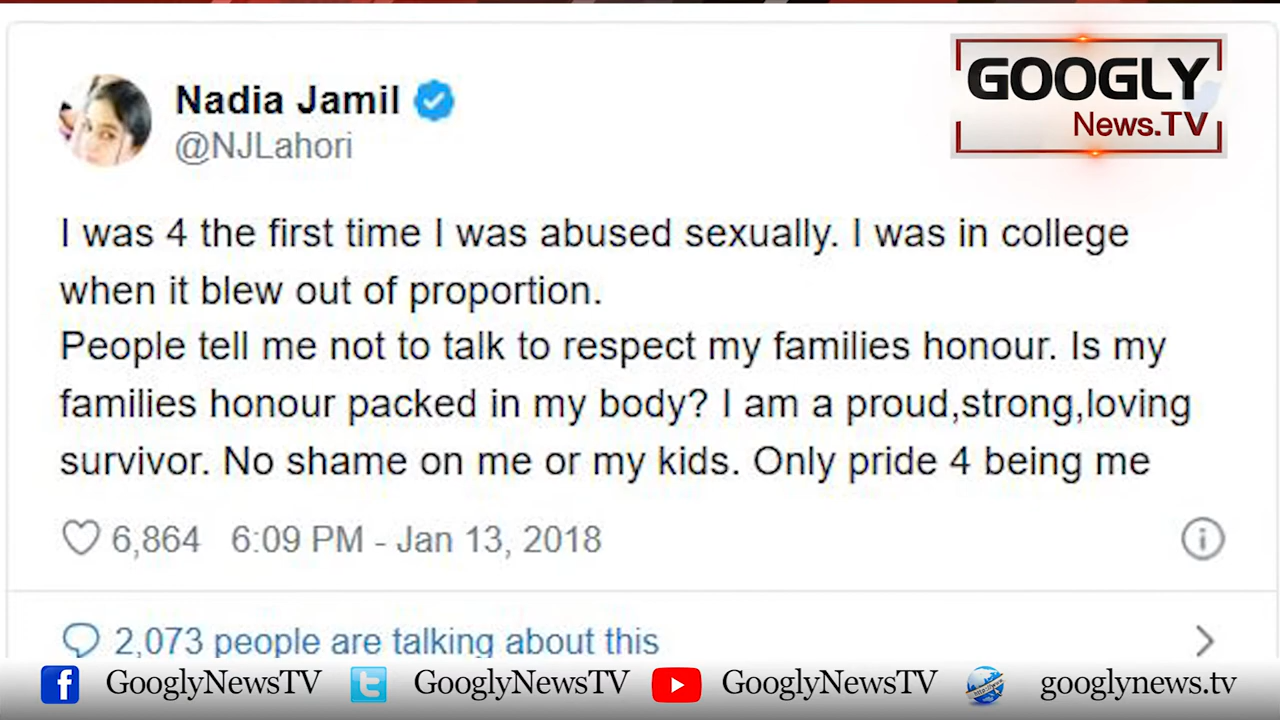 Nadia Jamil
@NJLahori
GOOGLY
News.TV
I was 4 the first time I was abused sexually. I was in college
when it blew out of proportion.
People tell me not to talk to respect my families honour. Is my
families honour packed in my body? I am a proud,strong,loving
survivor. No shame on me or my kids. Only pride 4 being me
6,864 6:09 PM - Jan 13, 2018
2,073 people are talking about this
GooglyNewsTV GooglyNewsTV GooglyNewsTV googlynews.tv